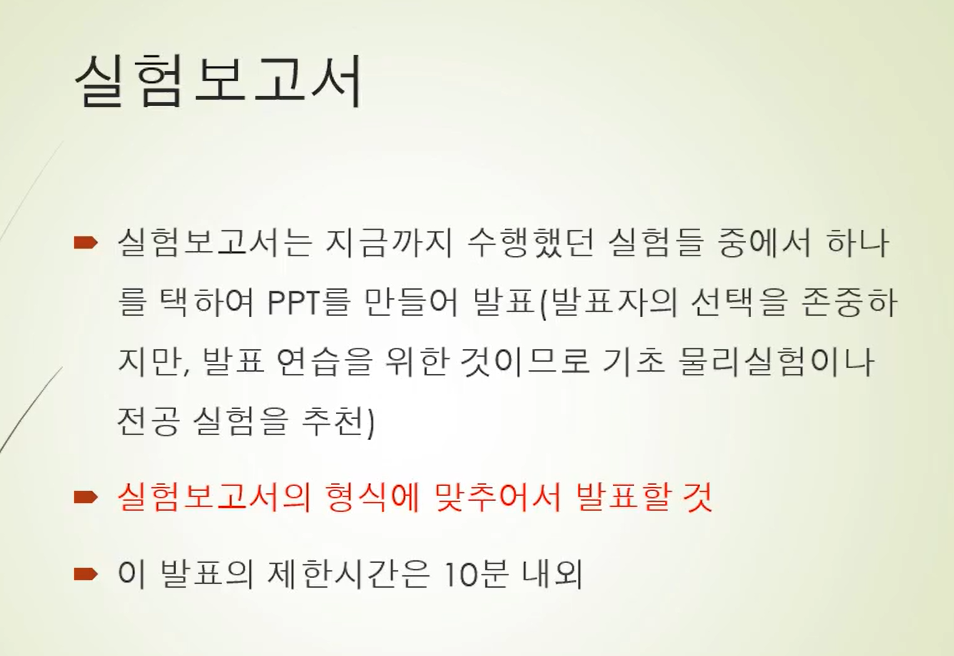 실험보고서
실험보고서는 지금까지 수행했던 실험들 중에서 하나
를 택하여 PPT를 만들어 발표(발표자의 선택을 존중하
지만, 발표 연습을 위한 것이므로 기초 물리실험이나
전공 실험을 추천)
실험보고서의 형식에 맞추어서 발표할 것
이 발표의 제한시간은 10분 내외